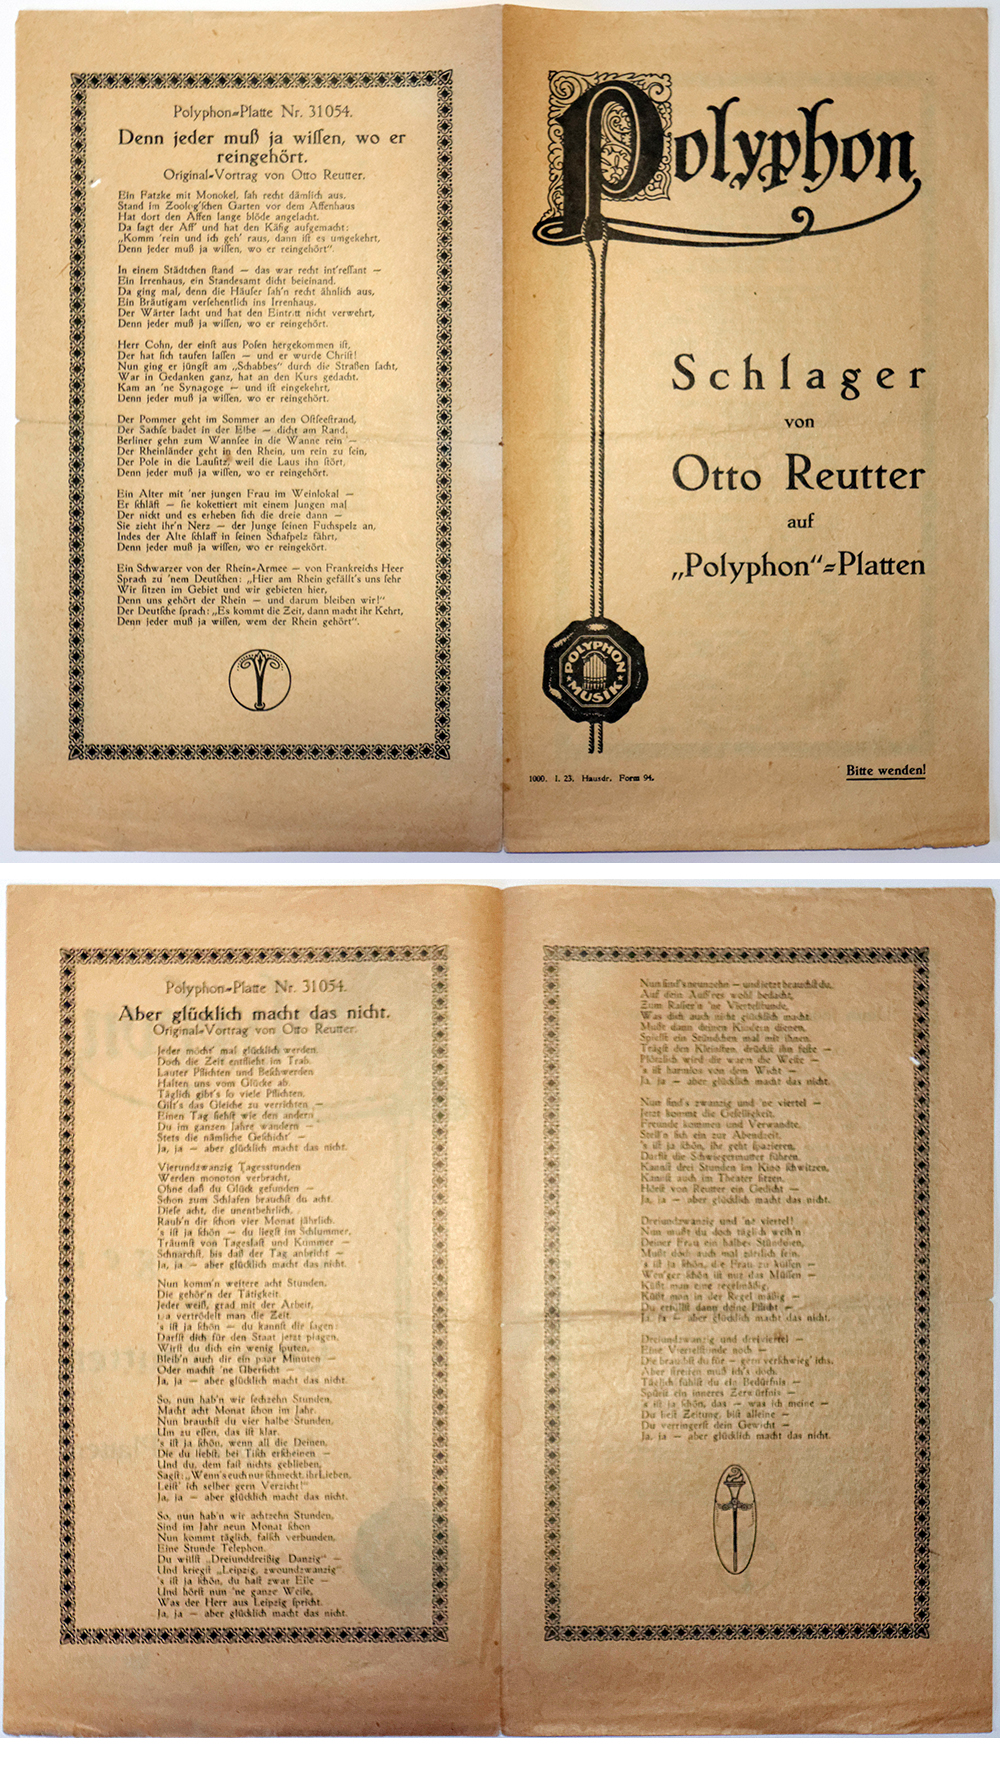 Polyphon-Platte Nr. 31054.
Denn jeder muß ja wissen, wo er
reingehört.
Original-Vortrag von Otto Reutter.
Ein Fatzke mit Monokel, sah recht dämlich aus.
Stand im Zoolog'schen Garten vor dem Affenhaus
Hat dort den Affen lange blöde angelacht.
Da sagt der Aff' und hat den Käfig aufgemacht:
„Komm 'rein und ich geh' raus, dann ist es umgekehrt,
Denn jeder muß ja wissen, wo er reingehört".
In einem Städtchen stand — das war recht int'ressant —
Ein Irrenhaus, ein Standesamt dicht beieinand.
Da ging mal, denn die Häuser sah'n recht ähnlich aus,
Ein Bräutigam versehentlich ins Irrenhaus.
Der Wärter lacht und hat den Eintritt nicht verwehrt,
Denn jeder muß ja wissen, wo er reingehört.
Herr Cohn, der einst aus Posen hergekommen ist,
Der hat sich taufen lassen — und er wurde Christ!
Nun ging er jüngst am „Schabbes" durch die Straßen sacht,
War in Gedanken ganz, hat an den Kurs gedacht.
Kam an 'ne Synagoge — und ist eingekehrt,
Denn jeder muß ja wissen, wo er reingehört.
Der Pommer geht im Sommer an den Ostseestrand,
Der Sachse badet in der Elbe — dicht am Rand.
Berliner gehn zum Wannsee in die Wanne rein —
Der Rheinländer geht in den Rhein, um rein zu sein,
Der Pole in die Lausitz, weil die Laus ihn stört,
Denn jeder muß ja wissen, wo er reingehört.
Ein Alter mit 'ner jungen Frau im Weinlokal —
Er schläft — sie kokettiert mit einem jungen mal
Der nickt und es erheben sich die dreie dann —
Sie zieht ihr'n Nerz — der Junge seinen Fuchspelz an,
Indes der Alte schlaff in seinen Schafpelz fährt,
Denn jeder muß ja wissen, wo er reingehört.
Ein Schwarzer von der Rhein-Armee — von Frankreichs Heer
Sprach zu 'nem Deutschen: „Hier am Rhein gefällt's uns sehr
Wir sitzen im Gebiet und wir gebieten hier,
Denn uns gehört der Rhein — und darum bleiben wir!"
Der Deutsche sprach: „Es kommt die Zeit, dann macht ihr Kehrt,
Denn jeder muß ja wissen, wem der Rhein gehört".
Polyphon
Schlager
von
Otto Reutter
auf
„Polyphon"-Platten
POLYPHON
MUSIK
1000. 1. 23. Hausdr. Form 94.
Bitte wenden!
Polyphon-Platte Nr. 31054.
Aber glücklich macht das nicht.
Original-Vortrag von Otto Reutter.
Jeder möcht' mal glücklich werden.
Doch die Zeit entflieht im Trab.
Lauter Pflichten und Beschwerden
Halten uns vom Glücke ab.
Täglich gibt's so viele Pflichten.
Gilt's das Gleiche zu verrichten —
Einen Tag siehst wie den andern
Du im ganzen Jahre wandern —
Stets die nämliche Geschicht' —
Ja, ja — aber glücklich macht das nicht.
Vierundzwanzig Tagesstunden
Werden monoton verbracht,
Ohne daß du Glück gefunden —
Schon zum Schlafen brauchst du acht.
Diese acht, die unentbehrlich,
Raub'n dir schon vier Monat jährlich.
's ist ja schön — du liegst im Schlummer,
Träumst von Tageslast und Kummer —
Schnarchst, bis daß der Tag anbricht —
Ja, ja — aber glücklich macht das nicht.
Nun komm'n weitere acht Stunden,
Die gehör'n der Tätigkeit.
Jeder weiß, grad mit der Arbeit,
Da vertrödelt man die Zeit.
's ist ja schön — du kannst die sagen:
Darfst dich für den Staat jetzt plagen,
Wirst du dich ein wenig sputen,
Bleib'n auch dir ein paar Minuten —
Oder machst 'ne Übersicht —
Ja, ja — aber glücklich macht das nicht.
So, nun hab'n wir sechzehn Stunden,
Macht acht Monat schon im Jahr.
Nun brauchst du vier halbe Stunden,
Um zu essen, das ist klar.
's ist ja schön, wenn all die Deinen,
Die du liebst, bei Tisch erscheinen —
Und du, dem fast nichts geblieben,
Sagst: „Wenn's euch nur schmeckt, ihr Lieben,
Leist' ich selber gern Verzicht!"
Ja, ja — aber glücklich macht das nicht.
So, nun hab'n wir achtzehn Stunden,
Sind im Jahr neun Monat schon
Nun kommt täglich, falsch verbunden,
Eine Stunde Telephon.
Du willst „Dreiunddreißig Danzig" —
Und kriegst „Leipzig, zwoundzwanzig"
's ist ja schön, du hast zwar Eile —
Und hörst nun 'ne ganze Weile,
Was der Herr aus Leipzig spricht.
Ja, ja — aber glücklich macht das nicht.
Nun sind's neunzehn — und jetzt brauchst du,
Auf dein Äuß'res wohl bedacht,
Zum Rasier'n 'ne Viertelstunde,
Was dich auch nicht glücklich macht.
Mußt dann deinen Kindern dienen,
Spielst ein Stündchen mal mit ihnen.
Trägst den Kleinsten, drückst ihn feste —
Plötzlich wird dir warm die Weste —
's ist harmlos von dem Wicht —
Ja, ja — aber glücklich macht das nicht.
Nun sind's zwanzig und 'ne viertel —
Jetzt kommt die Geselligkeit.
Freunde kommen und Verwandte,
Stell'n sich ein zur Abendzeit.
's ist ja schön, ihr geht spazieren,
Darfst die Schwiegermutter führen.
Kannst drei Stunden im Kino schwitzen,
Kannst auch im Theater sitzen,
Hörst von Reutter ein Gedicht —
Ja, ja — aber glücklich macht das nicht.
Dreiundzwanzig und 'ne viertel!
Nun mußt du doch täglich weih'n
Deiner Frau ein halbes Stündchen,
Mußt doch auch mal zärtlich sein.
's ist ja schön, die Frau zu küssen —
Wen'ger schön ist nur das Müssen —
Küßt man eine regelmäßig,
Küßt man in der Regel mäßig —
Du erfüllst dann deine Pflicht —
Ja, ja — aber glücklich macht das nicht.
Dreiundzwanzig und dreiviertel —
Eine Viertelstunde noch —
Die brauchst du für — gern verschwieg' ichs,
Aber streifen muß ich's doch.
Täglich fühlst du ein Bedürfnis —
Spürst ein inneres Zerwürfnis —
's ist ja schön, das — was ich meine —
Du liest Zeitung, bist alleine —
Du verringerst dein Gewicht —
Ja, ja — aber glücklich macht das nicht.